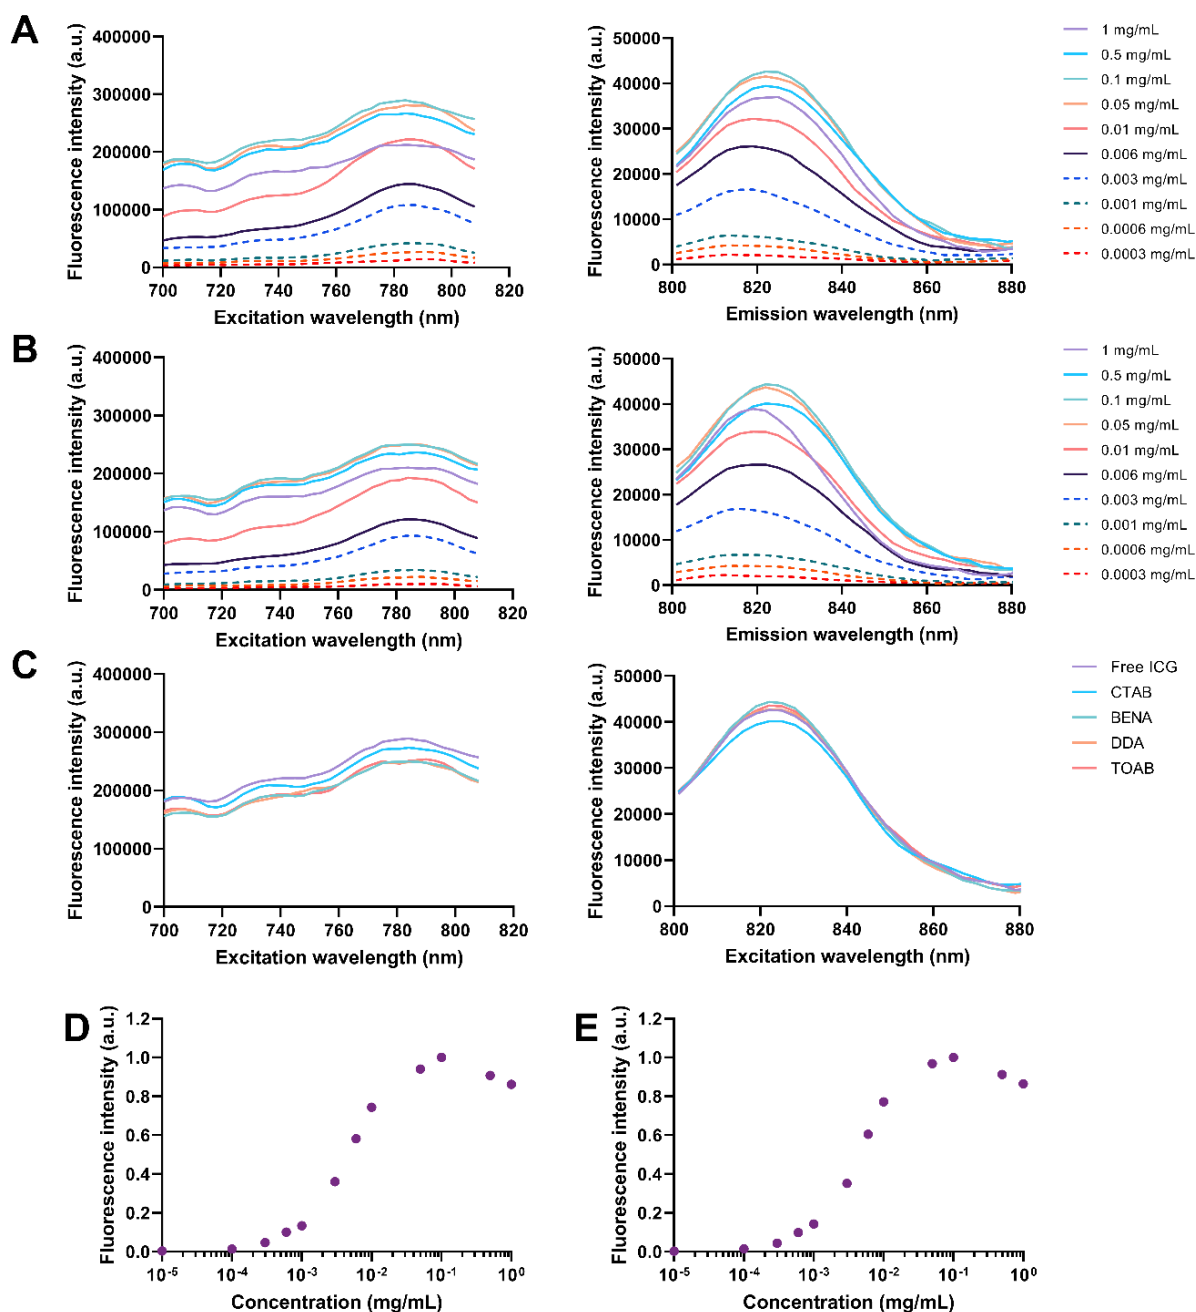 A
Fluorescence intensity (a.u.)
400000
300000
200000
100000
0
700 720 740 760 780 800 820
Excitation wavelength (nm)
Fluorescence intensity (a.u.)
50000
40000
30000
20000
10000
0
800 820 840 860 880
Emission wavelength (nm)
1 mg/mL
0.5 mg/mL
0.1 mg/mL
0.05 mg/mL
0.01 mg/mL
0.006 mg/mL
0.003 mg/mL
0.001 mg/mL
0.0006 mg/mL
0.0003 mg/mL
B
Fluorescence intensity (a.u.)
400000
300000
200000
100000
0
700 720 740 760 780 800 820
Excitation wavelength (nm)
Fluorescence intensity (a.u.)
50000
40000
30000
20000
10000
0
800 820 840 860 880
Emission wavelength (nm)
1 mg/mL
0.5 mg/mL
0.1 mg/mL
0.05 mg/mL
0.01 mg/mL
0.006 mg/mL
0.003 mg/mL
0.001 mg/mL
0.0006 mg/mL
0.0003 mg/mL
C
Fluorescence intensity (a.u.)
400000
300000
200000
100000
0
700 720 740 760 780 800 820
Excitation wavelength (nm)
Fluorescence intensity (a.u.)
50000
40000
30000
20000
10000
0
800 820 840 860 880
Excitation wavelength (nm)
Free ICG
CTAB
BENA
DDA
TOAB
D
Fluorescence intensity (a.u.)
1.2
1.0
0.8
0.6
0.4
0.2
0.0
10⁻⁵ 10⁻⁴ 10⁻³ 10⁻² 10⁻¹ 10⁰
Concentration (mg/mL)
E
Fluorescence intensity (a.u.)
1.2
1.0
0.8
0.6
0.4
0.2
0.0
10⁻⁵ 10⁻⁴ 10⁻³ 10⁻² 10⁻¹ 10⁰
Concentration (mg/mL)